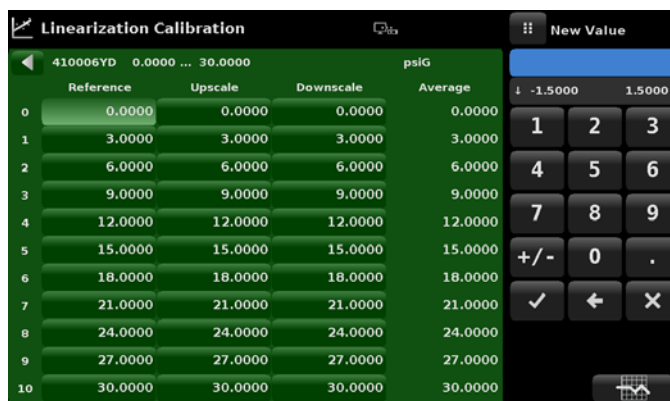 Linearization Calibration
New Value
410006YD 0.0000 ... 30.0000 psiG
Reference Upscale Downscale Average
↓ -1.5000 1.5000
0 0.0000 0.0000 0.0000 0.0000
1 3.0000 3.0000 3.0000 3.0000
2 6.0000 6.0000 6.0000 6.0000
3 9.0000 9.0000 9.0000 9.0000
4 12.0000 12.0000 12.0000 12.0000
5 15.0000 15.0000 15.0000 15.0000
6 18.0000 18.0000 18.0000 18.0000
7 21.0000 21.0000 21.0000 21.0000
8 24.0000 24.0000 24.0000 24.0000
9 27.0000 27.0000 27.0000 27.0000
10 30.0000 30.0000 30.0000 30.0000
1 2 3
4 5 6
7 8 9
+/- 0 .